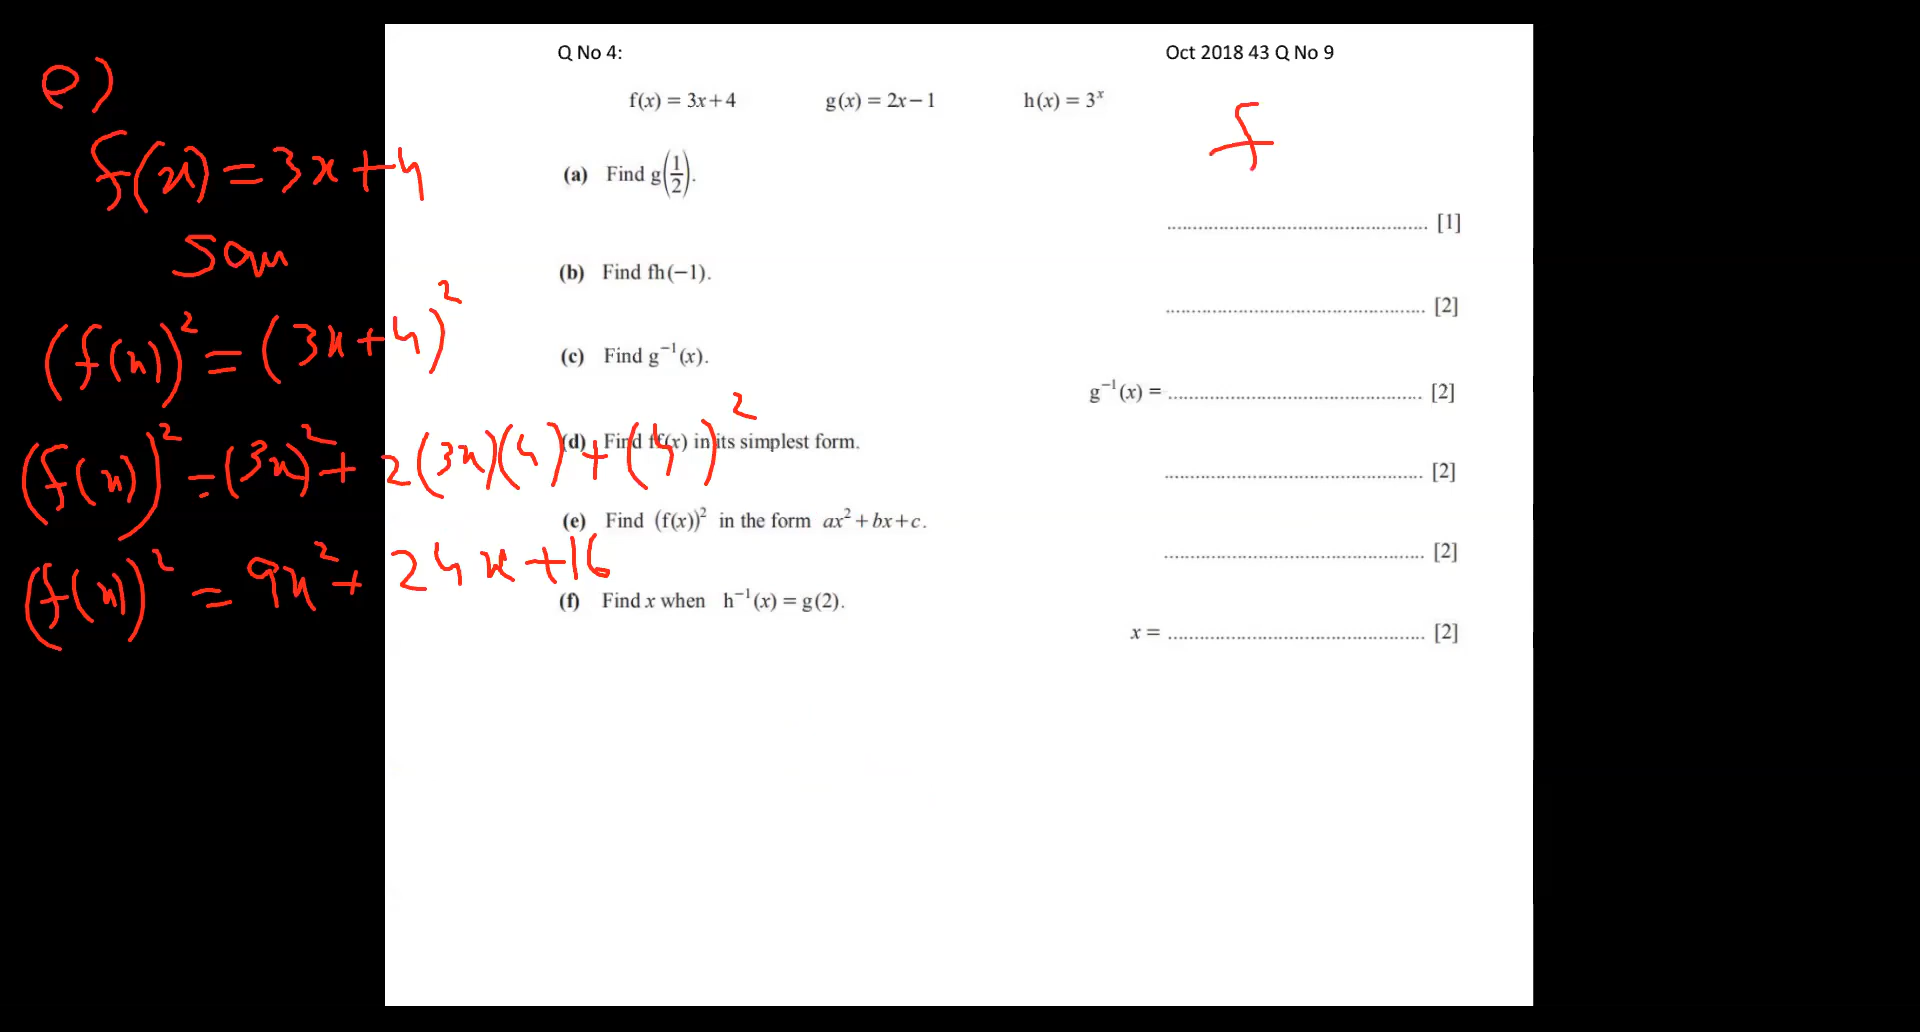 Q No 4: Oct 2018 43 Q No 9
f(x) = 3x+4 g(x) = 2x−1 h(x) = 3ˣ
(a) Find g(1/2).
................................................ [1]
(b) Find fh(−1).
................................................ [2]
(c) Find g⁻¹(x).
g⁻¹(x) = ................................................ [2]
(d) Find ff(x) in its simplest form.
................................................ [2]
(e) Find (f(x))² in the form ax² + bx + c.
................................................ [2]
(f) Find x when h⁻¹(x) = g(2).
x = ................................................ [2]
e)
f(x) = 3x+4
(f(x))² = (3x+4)²
(f(x))² = (3x)² + 2(3x)(4) + (4)²
(f(x))² = 9x² + 24x + 16
f